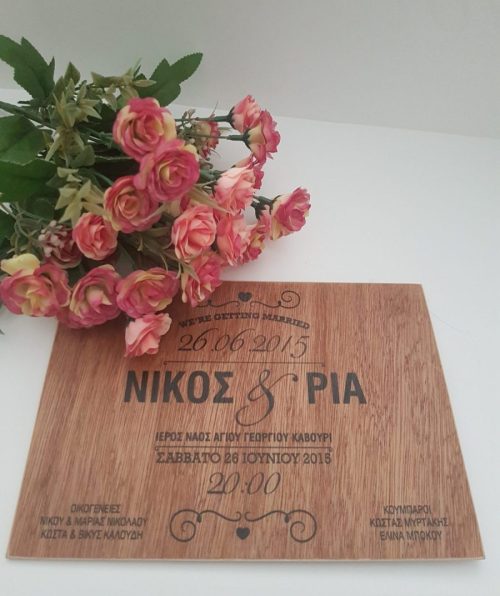 WE'RE GETTING MARRIED
26.06.2015
ΝΙΚΟΣ & ΡΙΑ
ΙΕΡΟΣ ΝΑΟΣ ΑΓΙΟΥ ΓΕΩΡΓΙΟΥ ΚΑΒΟΥΡΙ
ΣΑΒΒΑΤΟ 26 ΙΟΥΝΙΟΥ 2015
20:00
ΟΙΚΟΓΕΝΕΙΕΣ
ΝΙΚΟΥ & ΜΑΡΙΑΣ ΝΙΚΟΛΑΟΥ
ΚΩΣΤΑ & ΒΙΚΥΣ ΚΑΛΟΥΔΗ
ΚΟΥΜΠΑΡΟΙ
ΚΩΣΤΑΣ ΜΥΡΤΑΚΗΣ
ΕΛΙΝΑ ΜΠΟΚΟΥ